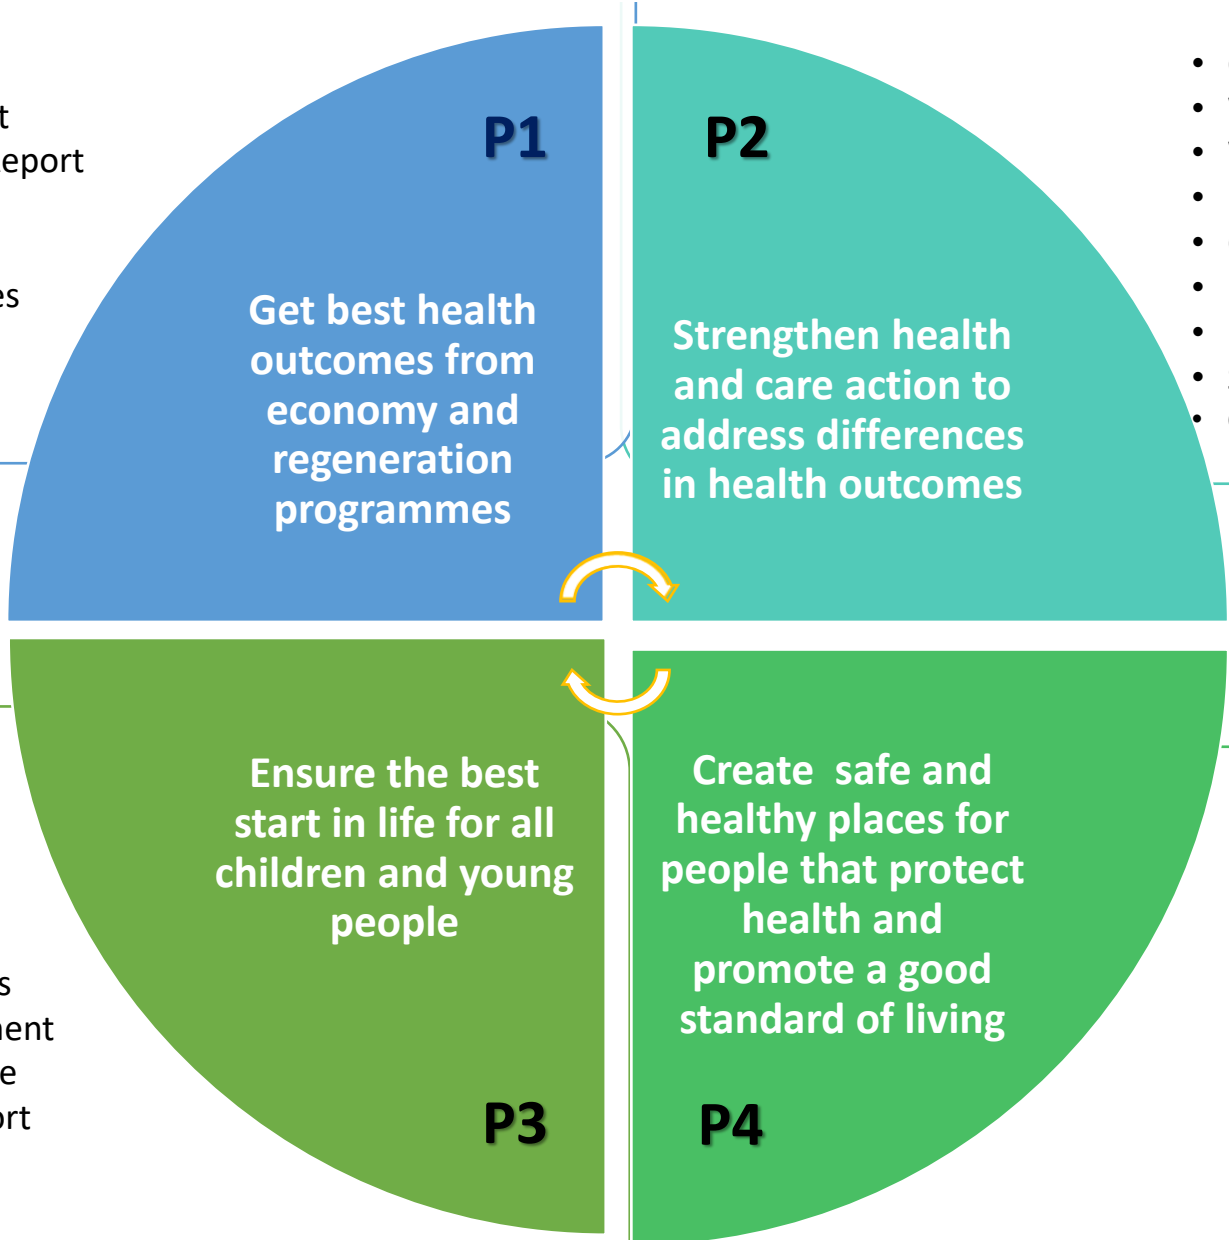 P1
Get best health
outcomes from
economy and
regeneration
programmes
P2
Strengthen health
and care action to
address differences
in health outcomes
Ensure the best
start in life for all
children and young
people
P3
Create  safe and
healthy places for
people that protect
health and
promote a good
standard of living
P4